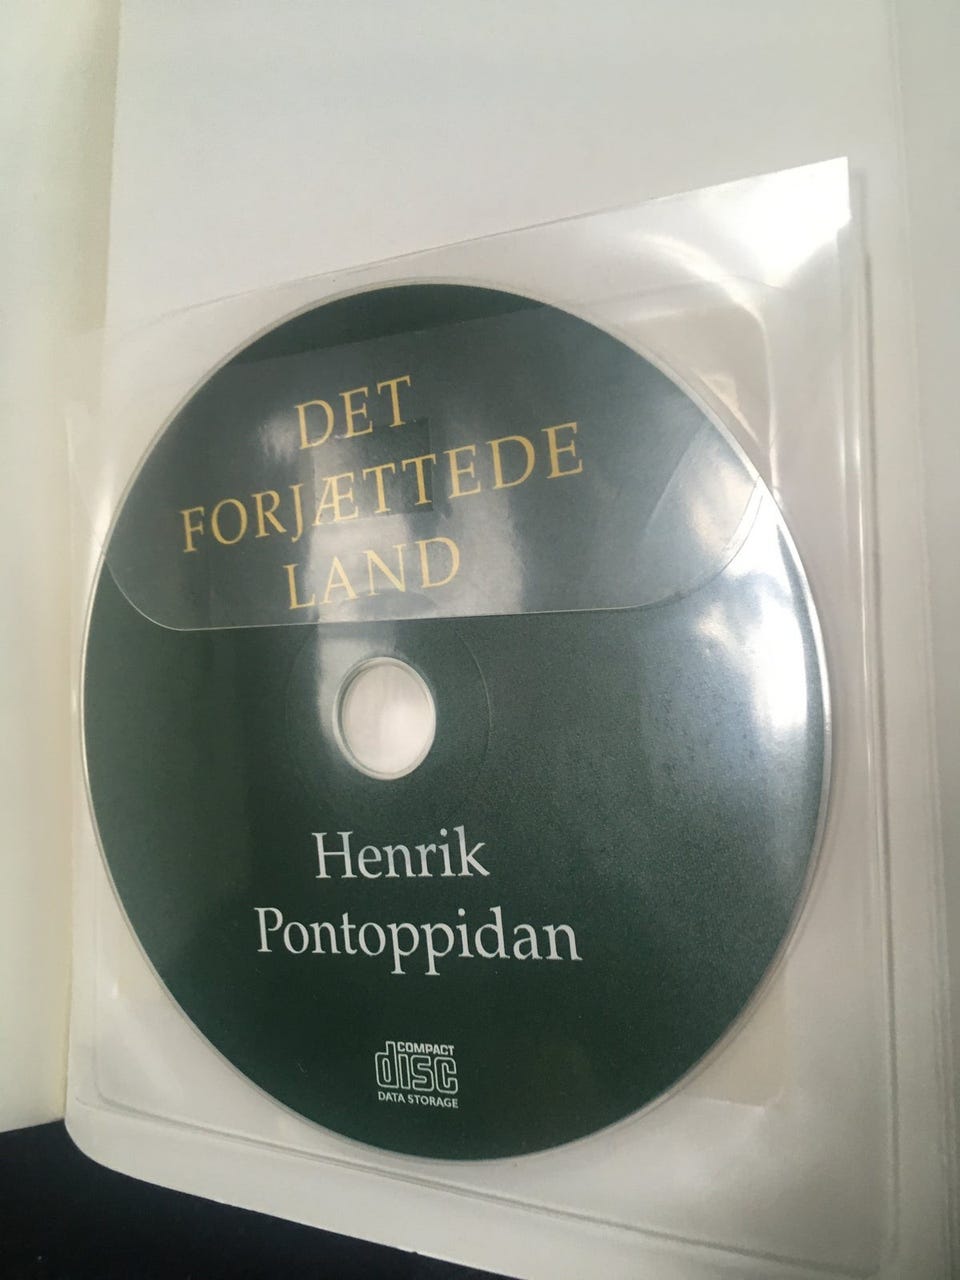 DET
FORJÆTTEDE
LAND
Henrik
Pontoppidan
COMPACT
disc
DATA STORAGE